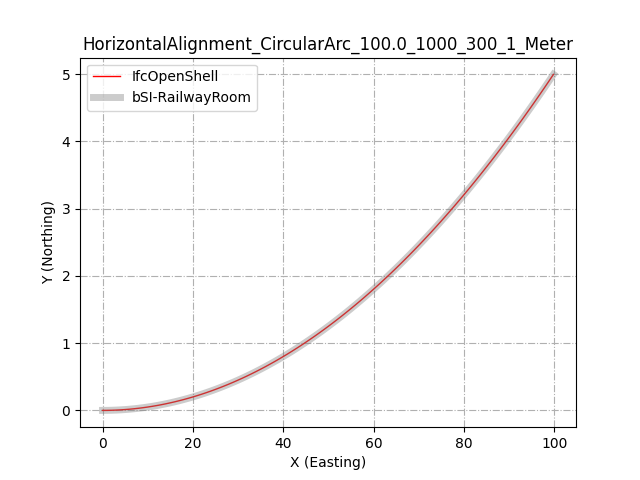 HorizontalAlignment_CircularArc_100.0_1000_300_1_Meter
IfcOpenShell
bSI-RailwayRoom
Y (Northing)
5
4
3
2
1
0
0 20 40 60 80 100
X (Easting)